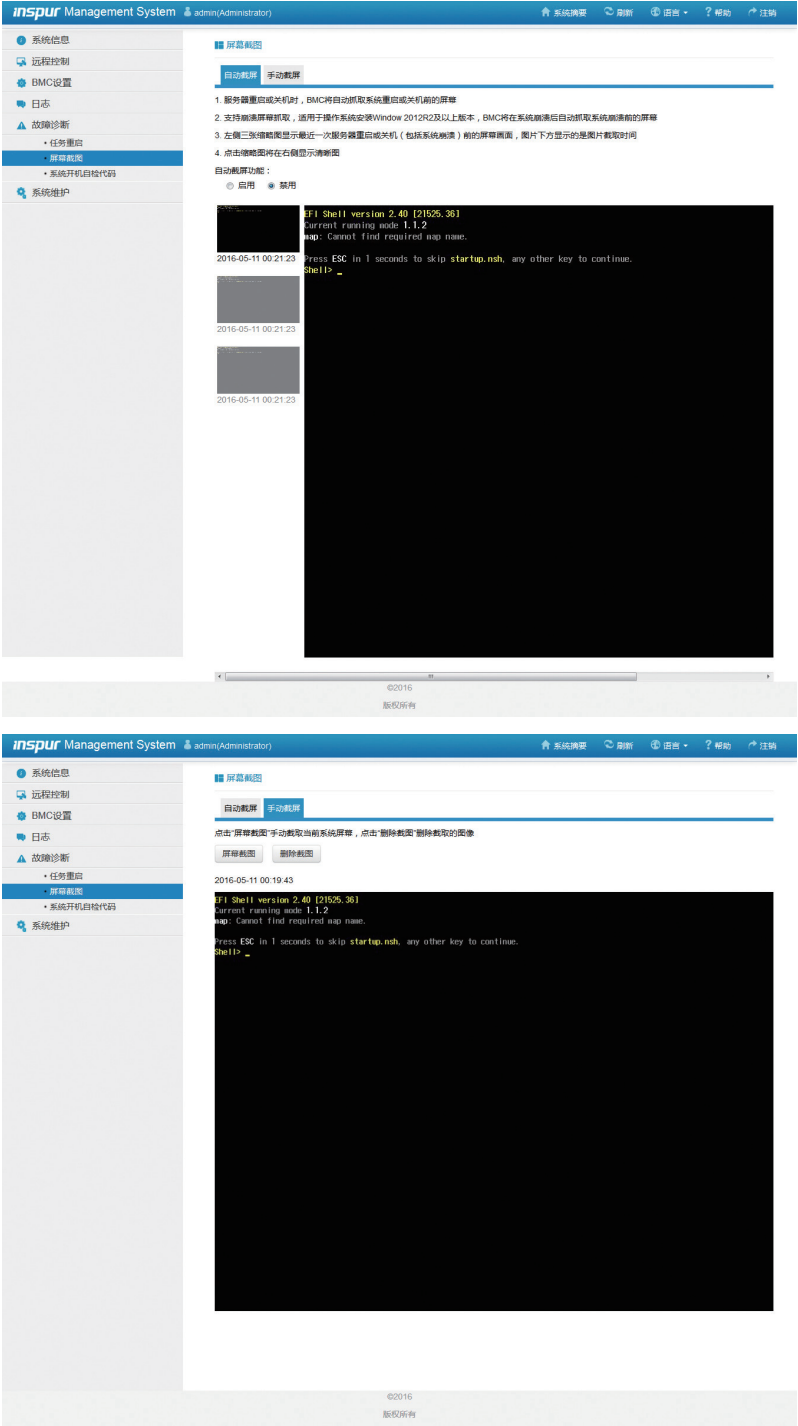 inspur Management System admin(Administrator) 系统摘要 刷新 语言 帮助 注销
系统信息
远程控制
BMC设置
日志
故障诊断
• 任务重启
• 屏幕截图
• 系统开机自检代码
系统维护
屏幕截图
自动截屏 手动截屏
1. 服务器重启或关机时，BMC将自动抓取系统重启或关机前的屏幕
2. 支持崩溃屏幕抓取，适用于操作系统安装Window 2012R2及以上版本，BMC将在系统崩溃后自动抓取系统崩溃前的屏幕
3. 左侧三张缩略图显示最近一次服务器重启或关机（包括系统崩溃）前的屏幕画面，图片下方显示的是图片截取时间
4. 点击缩略图将在右侧显示清晰图
自动截屏功能：
启用 禁用
2016-05-11 00:21:23
2016-05-11 00:21:23
2016-05-11 00:21:23
EFI Shell version 2.40 [21525.36]
Current running mode 1.1.2
map: Cannot find required map name.
Press ESC in 1 seconds to skip startup.nsh, any other key to continue.
Shell> _
©2016
版权所有
inspur Management System admin(Administrator) 系统摘要 刷新 语言 帮助 注销
系统信息
远程控制
BMC设置
日志
故障诊断
• 任务重启
• 屏幕截图
• 系统开机自检代码
系统维护
屏幕截图
自动截屏 手动截屏
点击"屏幕截图"手动截取当前系统屏幕，点击"删除截图"删除截取的图像
屏幕截图 删除截图
2016-05-11 00:19:43
EFI Shell version 2.40 [21525.36]
Current running mode 1.1.2
map: Cannot find required map name.
Press ESC in 1 seconds to skip startup.nsh, any other key to continue.
Shell> _
©2016
版权所有